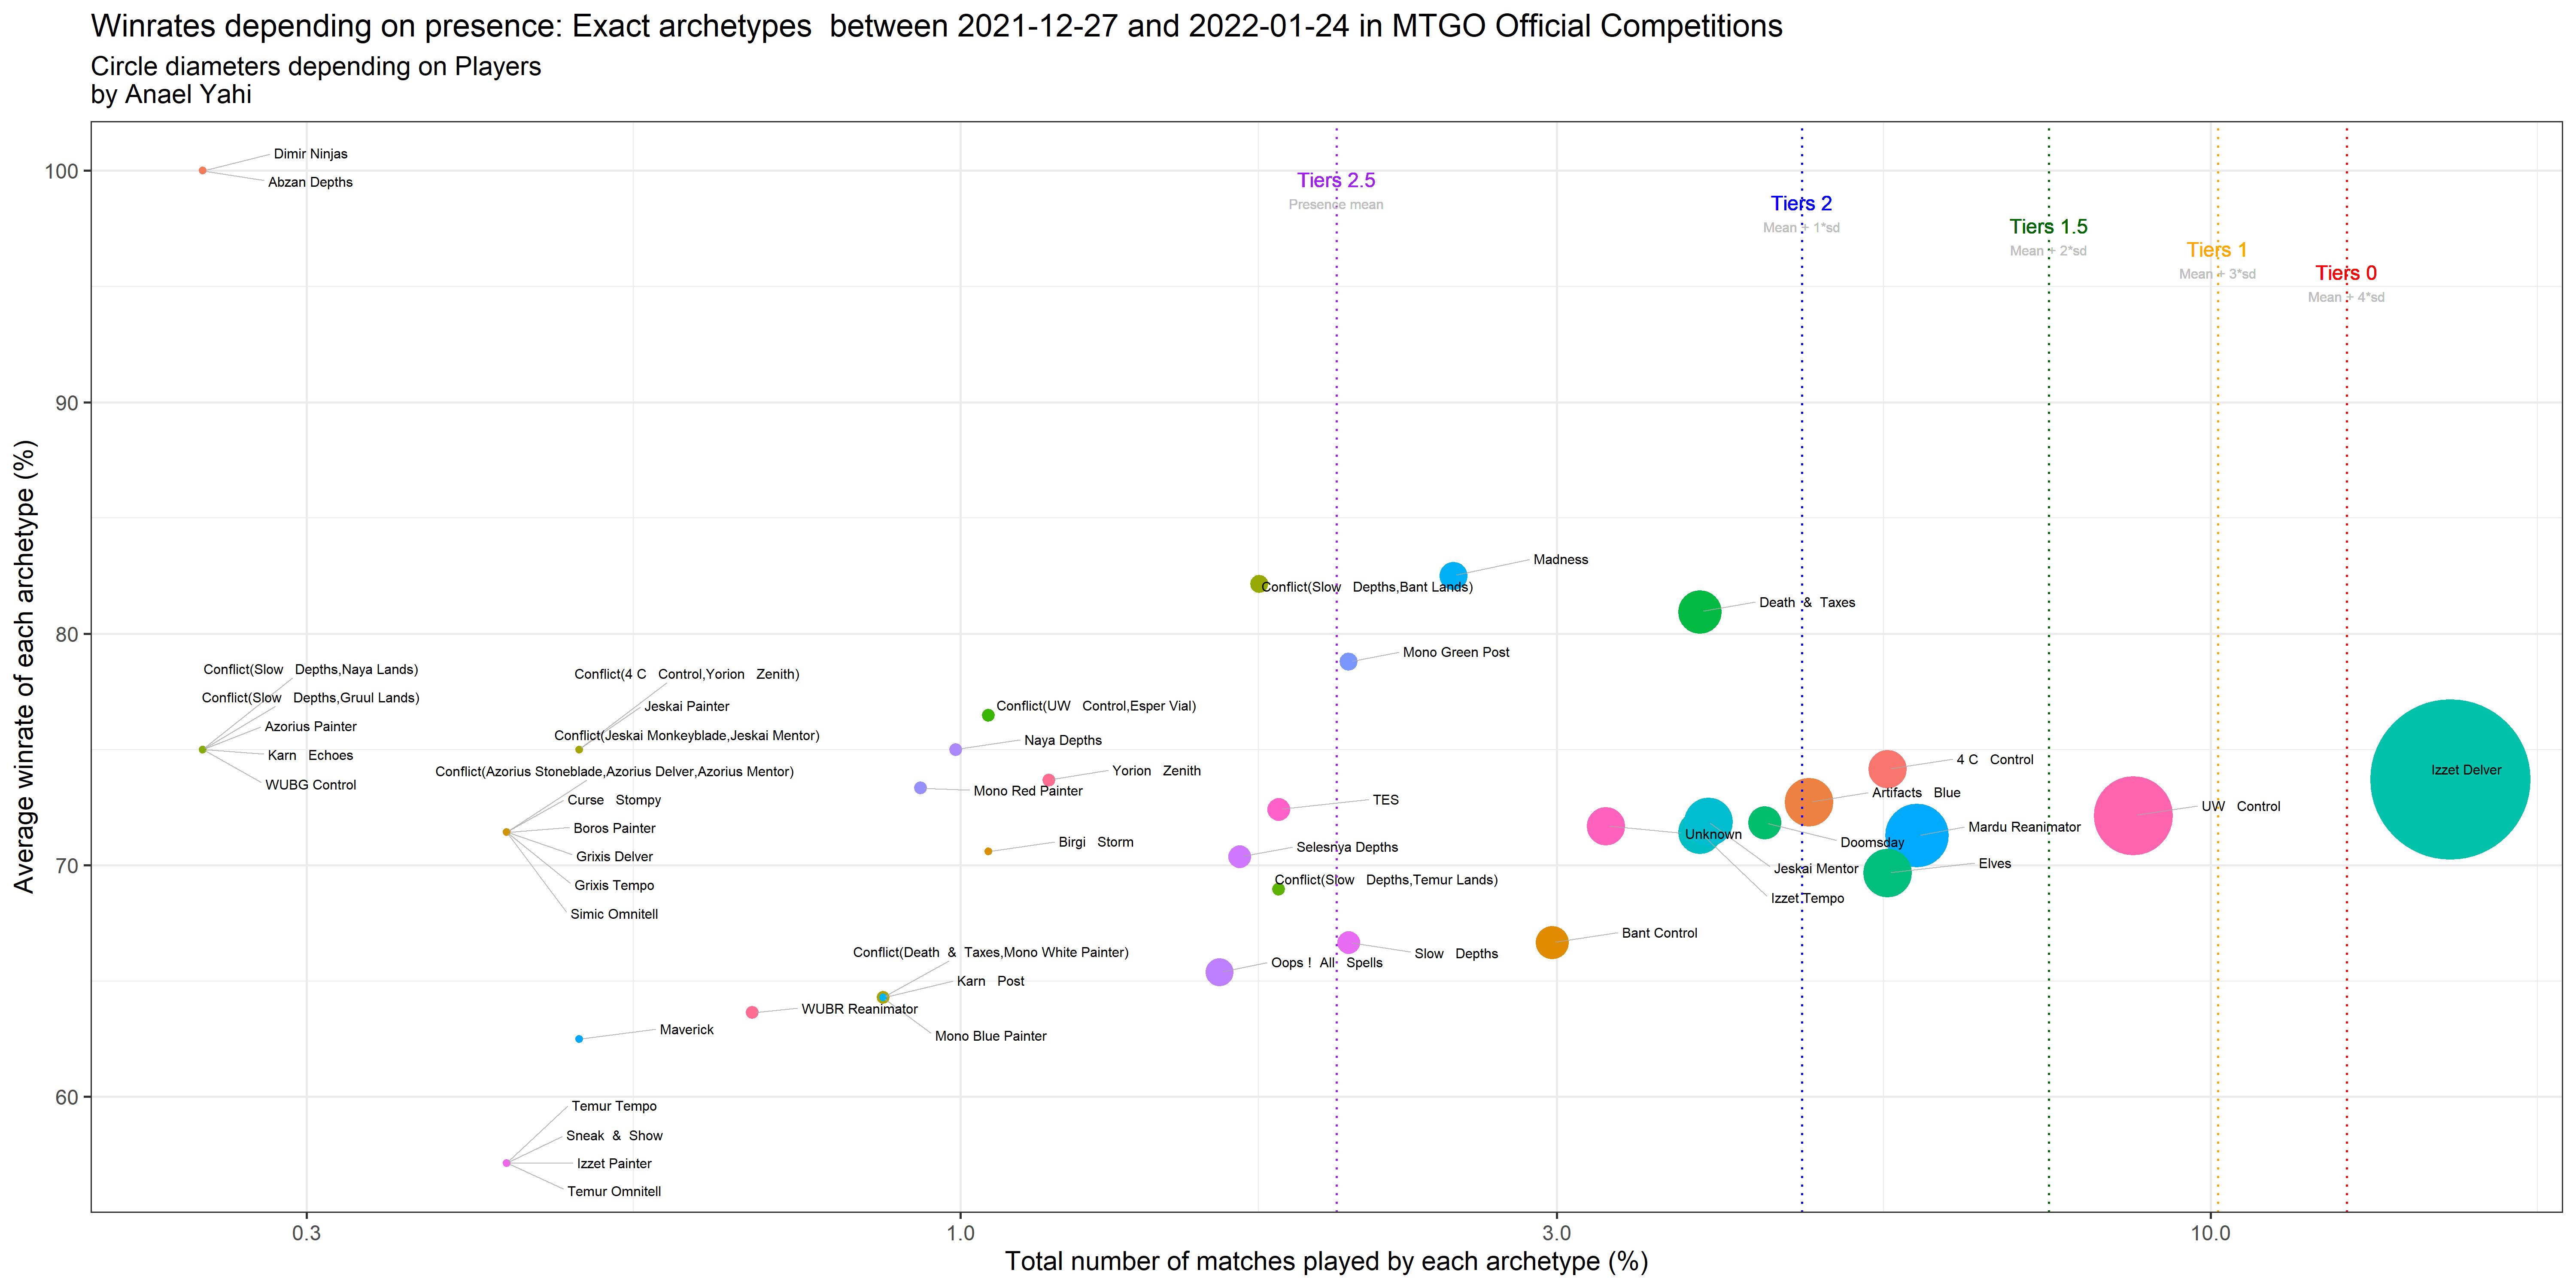 Winrates depending on presence: Exact archetypes  between 2021-12-27 and 2022-01-24 in MTGO Official Competitions
Circle diameters depending on Players
by Anael Yahi
Average winrate of each archetype (%)
100
90
80
70
60
Dimir Ninjas
Abzan Depths
Tiers 2.5
Presence mean
Tiers 2
Mean + 1*sd
Tiers 1.5
Mean + 2*sd
Tiers 1
Mean + 3*sd
Tiers 0
Mean + 4*sd
Madness
Conflict(Slow   Depths,Bant Lands)
Death  &  Taxes
Mono Green Post
Conflict(Slow   Depths,Naya Lands)
Conflict(Slow   Depths,Gruul Lands)
Azorius Painter
Karn   Echoes
WUBG Control
Conflict(4 C   Control,Yorion   Zenith)
Jeskai Painter
Conflict(Jeskai Monkeyblade,Jeskai Mentor)
Conflict(Azorius Stoneblade,Azorius Delver,Azorius Mentor)
Curse   Stompy
Boros Painter
Grixis Delver
Grixis Tempo
Simic Omnitell
Conflict(UW   Control,Esper Vial)
Naya Depths
Yorion   Zenith
Mono Red Painter
TES
Birgi   Storm
Selesnya Depths
Conflict(Slow   Depths,Temur Lands)
4 C   Control
Izzet Delver
Artifacts   Blue
UW   Control
Mardu Reanimator
Unknown
Doomsday
Elves
Jeskai Mentor
Izzet Tempo
Bant Control
Slow   Depths
Oops !  All   Spells
Conflict(Death  &  Taxes,Mono White Painter)
Karn   Post
WUBR Reanimator
Mono Blue Painter
Maverick
Temur Tempo
Sneak  &  Show
Izzet Painter
Temur Omnitell
0.3
1.0
3.0
10.0
Total number of matches played by each archetype (%)